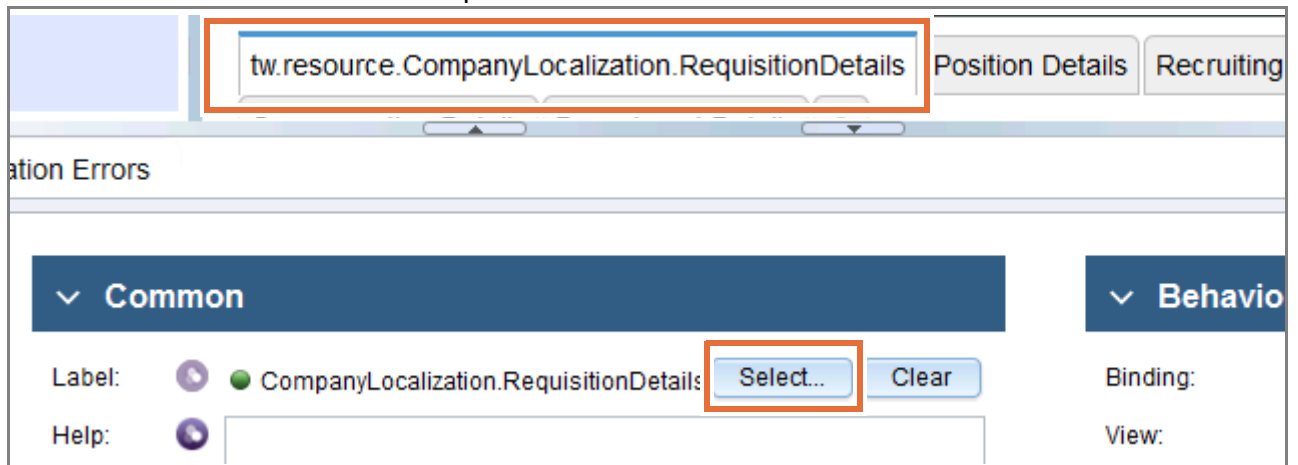 tw.resource.CompanyLocalization.RequisitionDetails Position Details Recruiting
ation Errors
Common
Behavio
Label: CompanyLocalization.RequisitionDetails Select... Clear
Binding:
Help:
View: